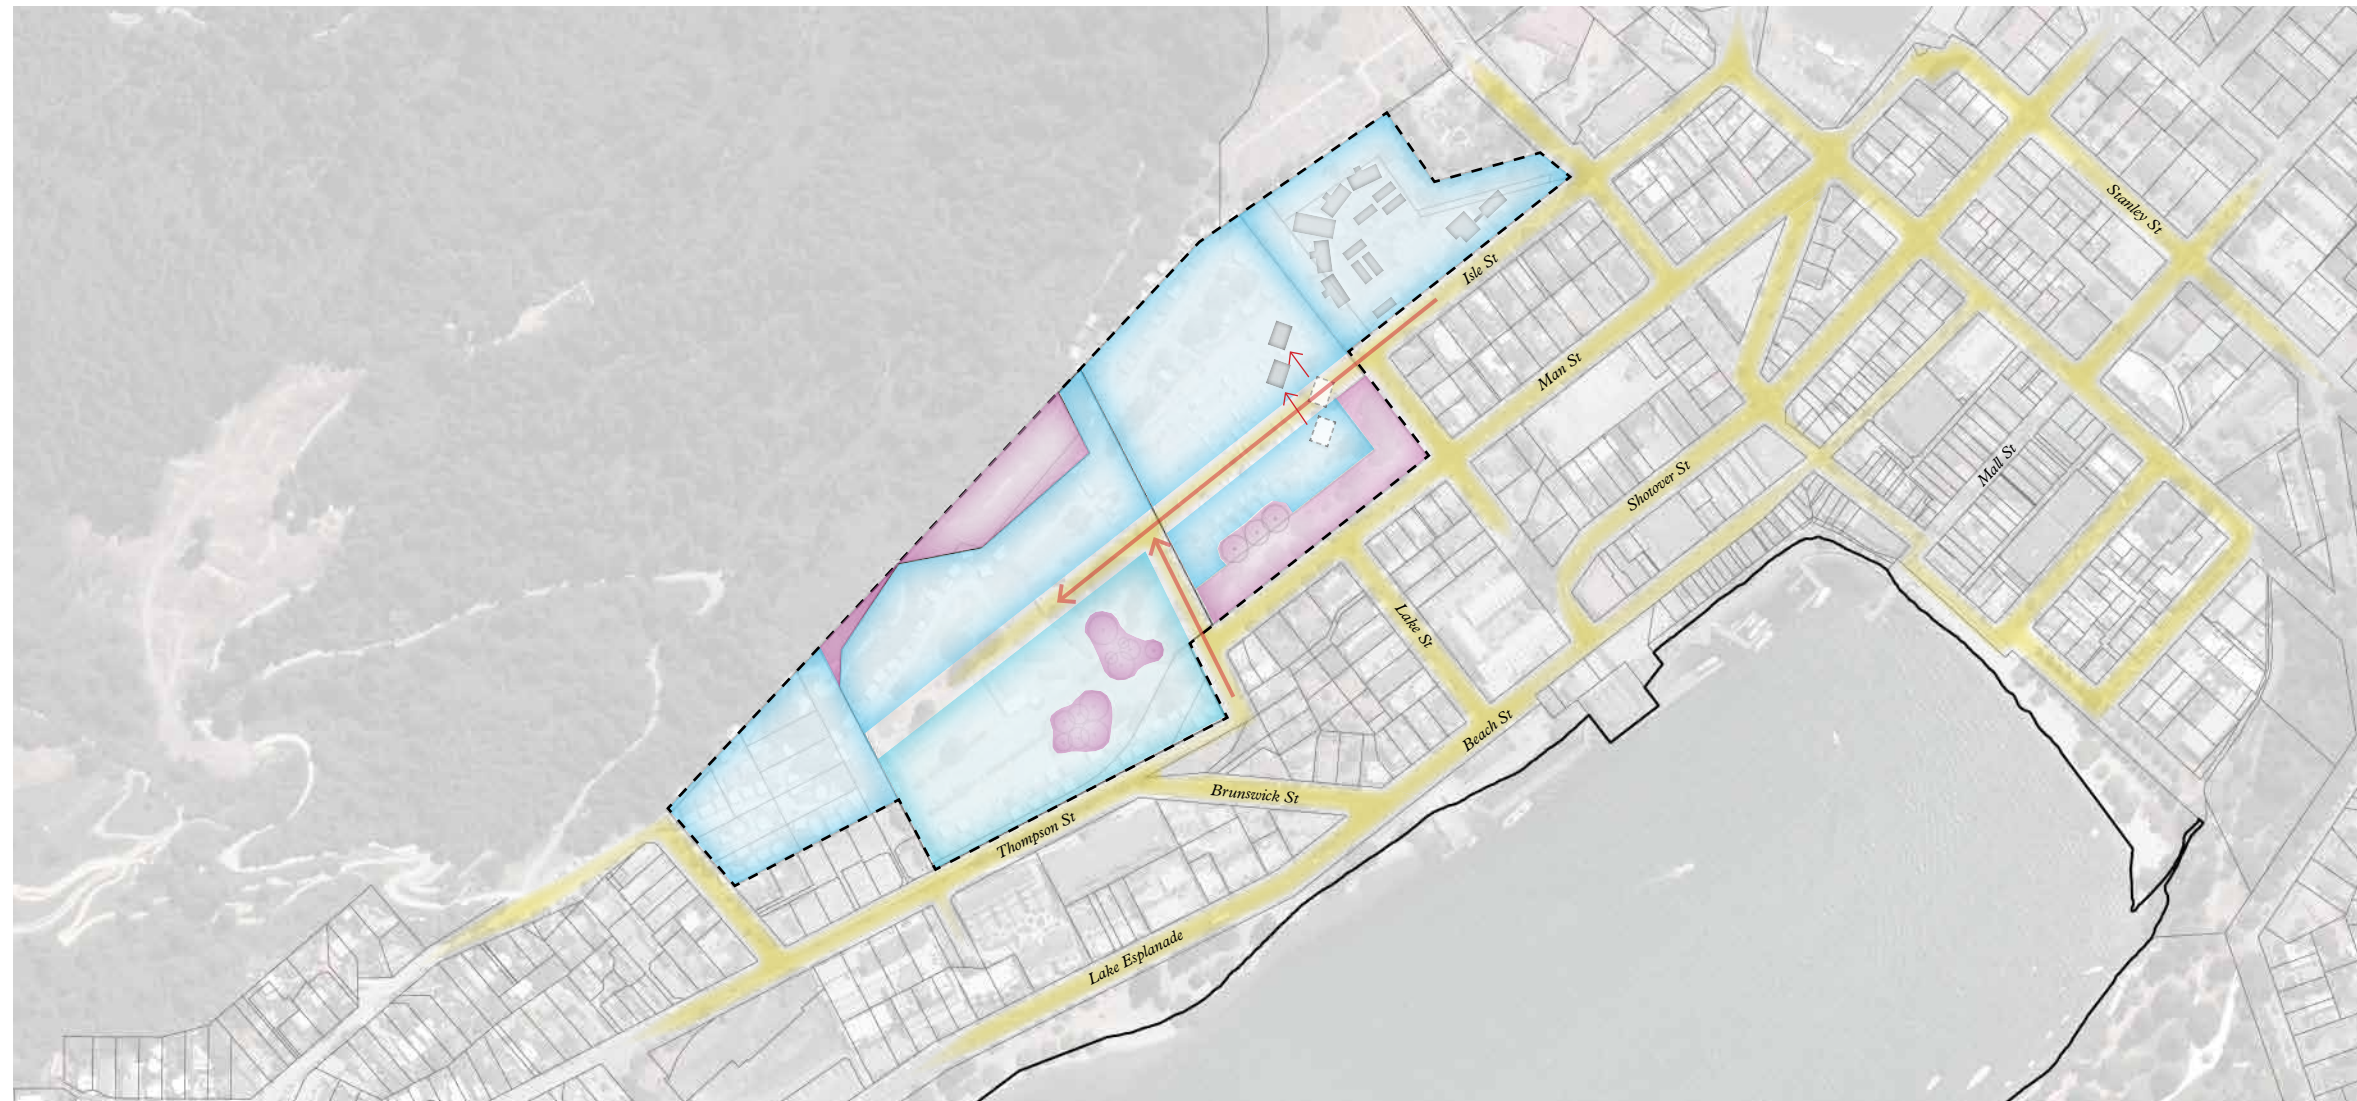 Stanley St
Isle St
Man St
Mall St
Shotover St
Lake St
Beach St
Brunswick St
Thompson St
Lake Esplanade